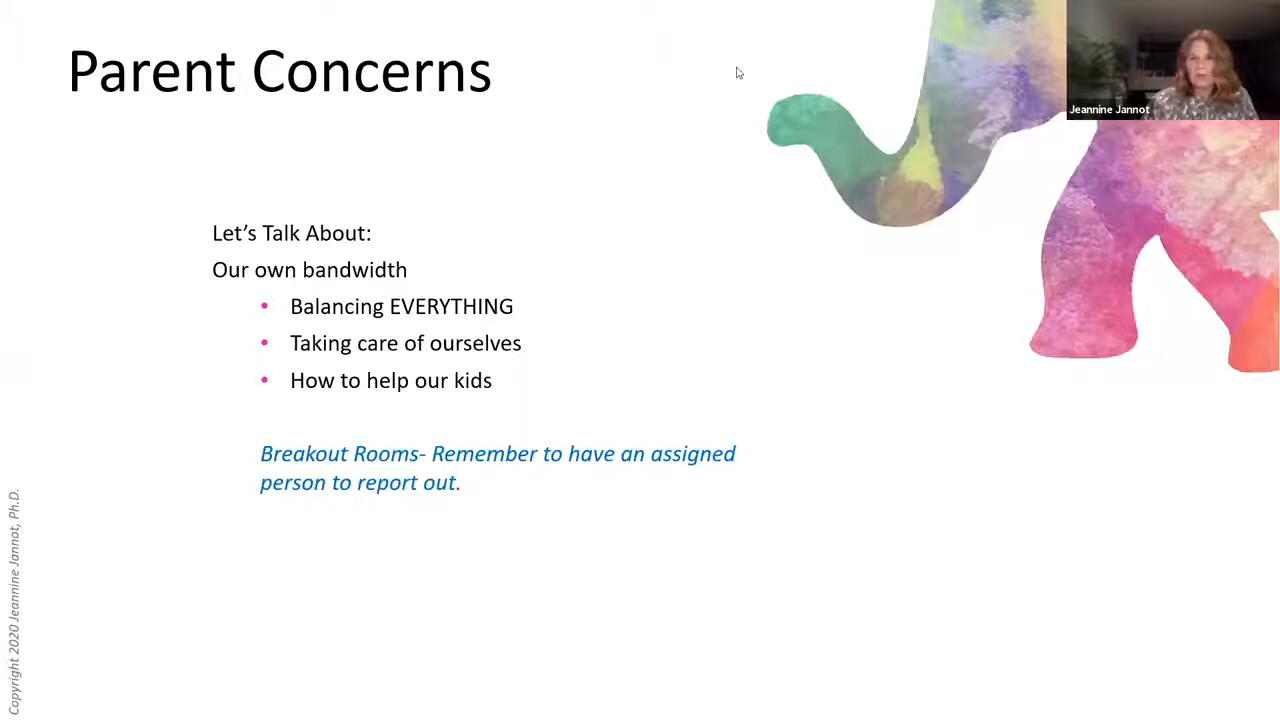 Parent Concerns
Jeannine Jannot
Let's Talk About:
Our own bandwidth
• Balancing EVERYTHING
• Taking care of ourselves
• How to help our kids
Breakout Rooms- Remember to have an assigned
person to report out.
Copyright 2020 Jeannine Jannot, Ph.D.